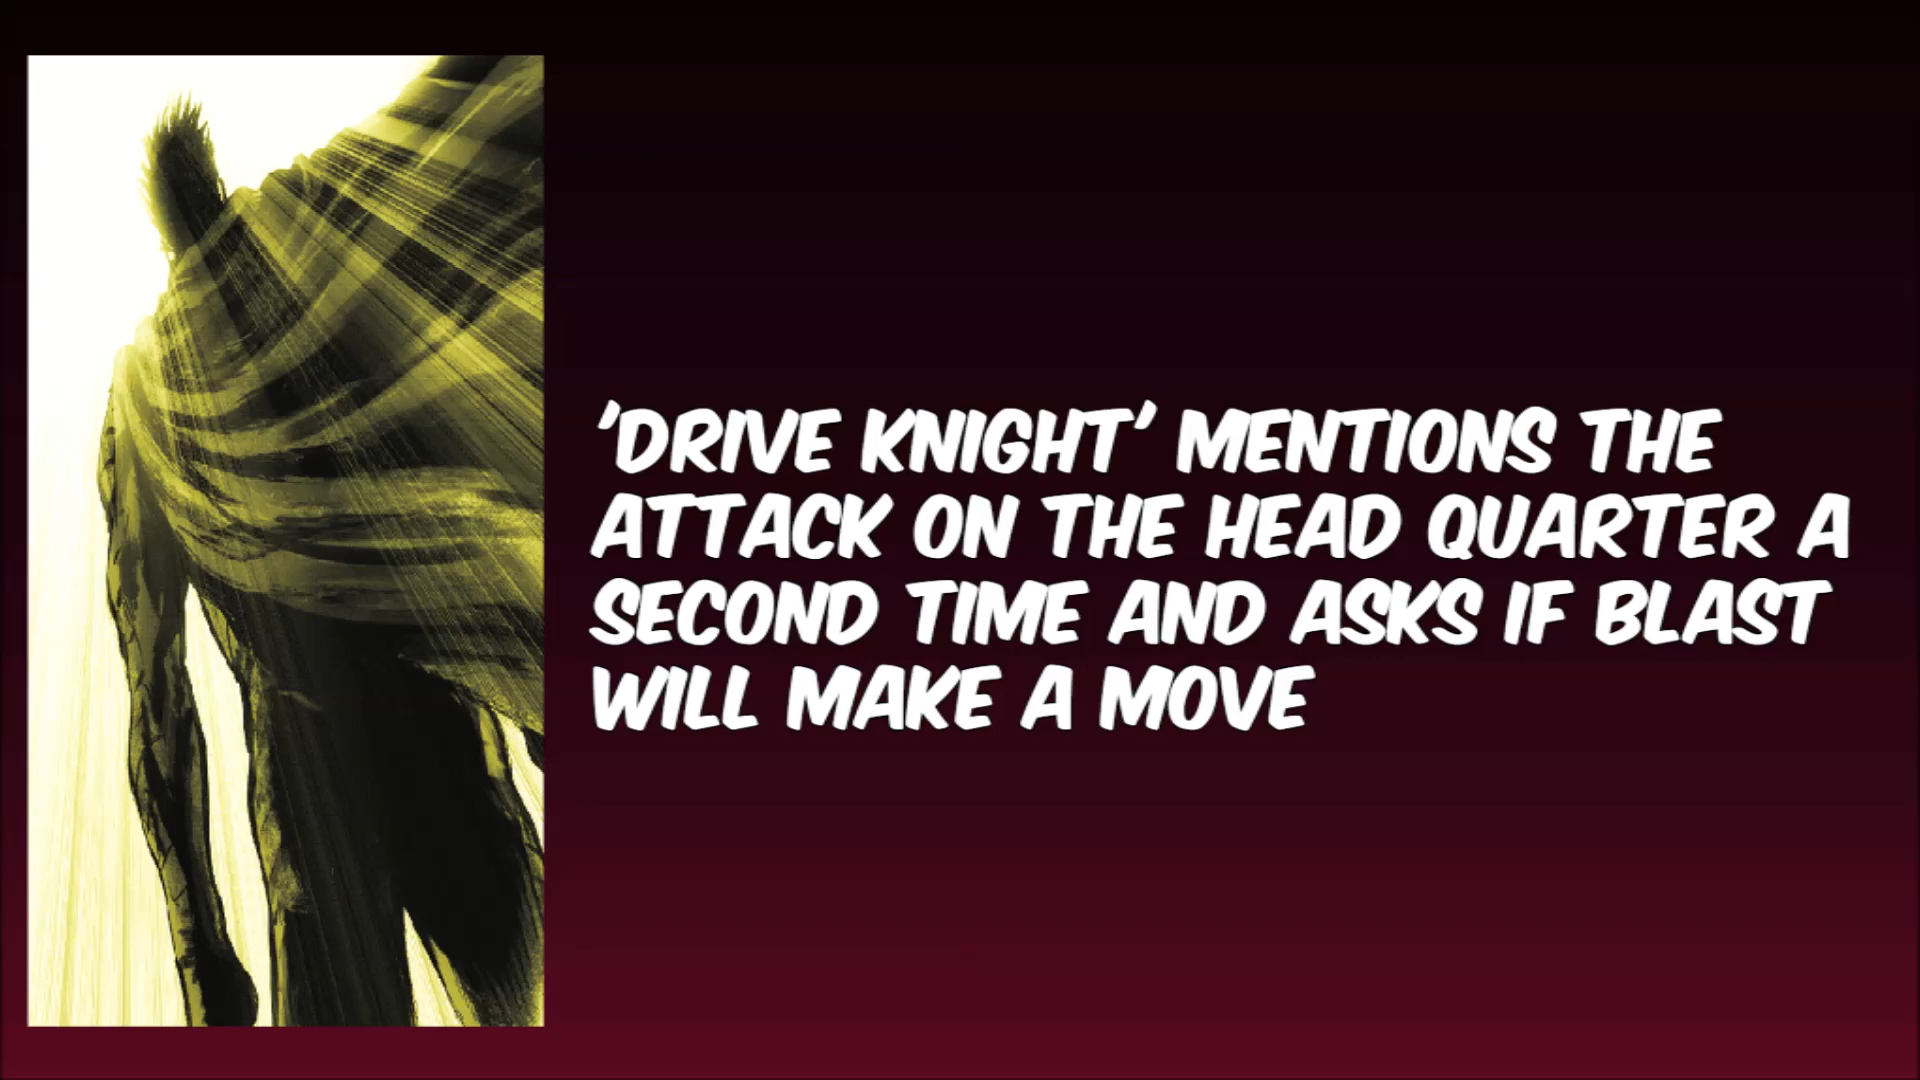 'DRIVE KNIGHT' MENTIONS THE
ATTACK ON THE HEAD QUARTER A
SECOND TIME AND ASKS IF BLAST
WILL MAKE A MOVE